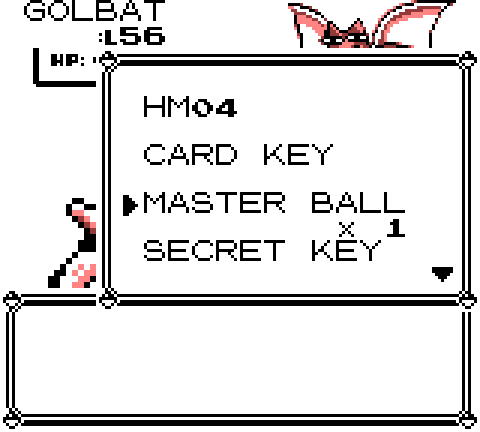 GOLBAT
:L56
HP:
HM04
CARD KEY
▶MASTER BALL
× 1
SECRET KEY
▼